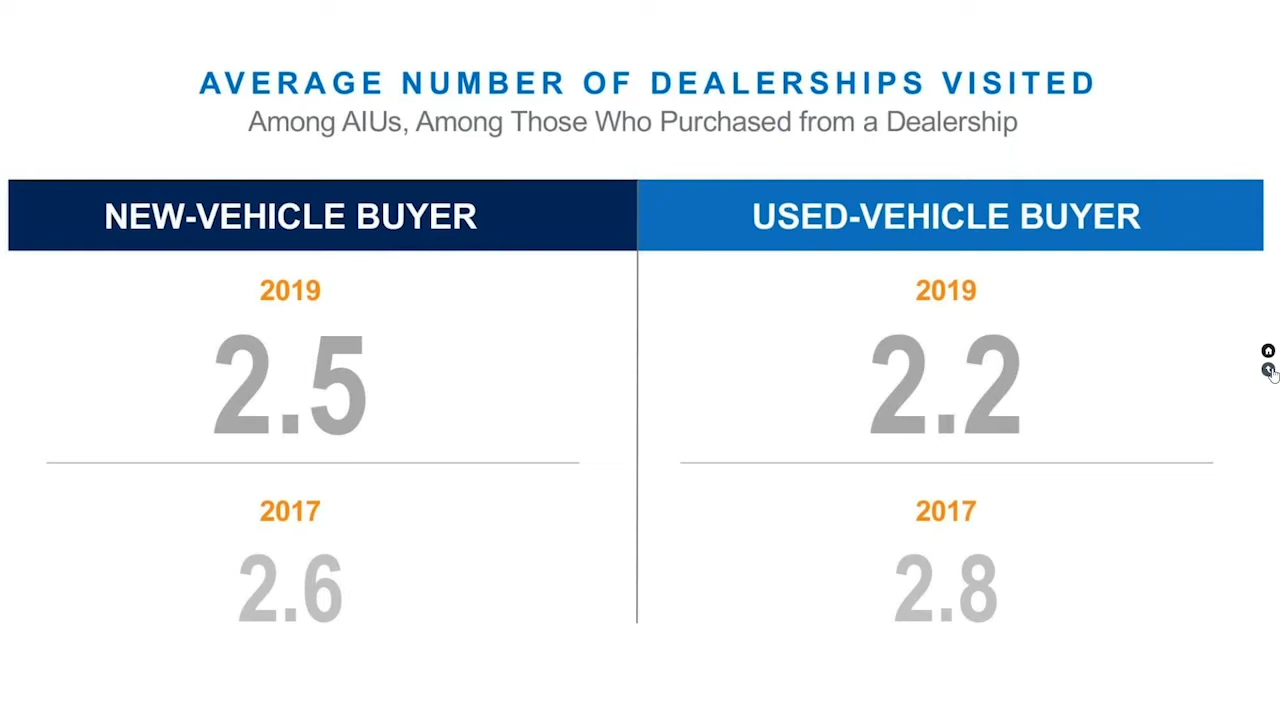 AVERAGE NUMBER OF DEALERSHIPS VISITED
Among AIUs, Among Those Who Purchased from a Dealership
NEW-VEHICLE BUYER
2019
2.5
2017
2.6
USED-VEHICLE BUYER
2019
2.2
2017
2.8